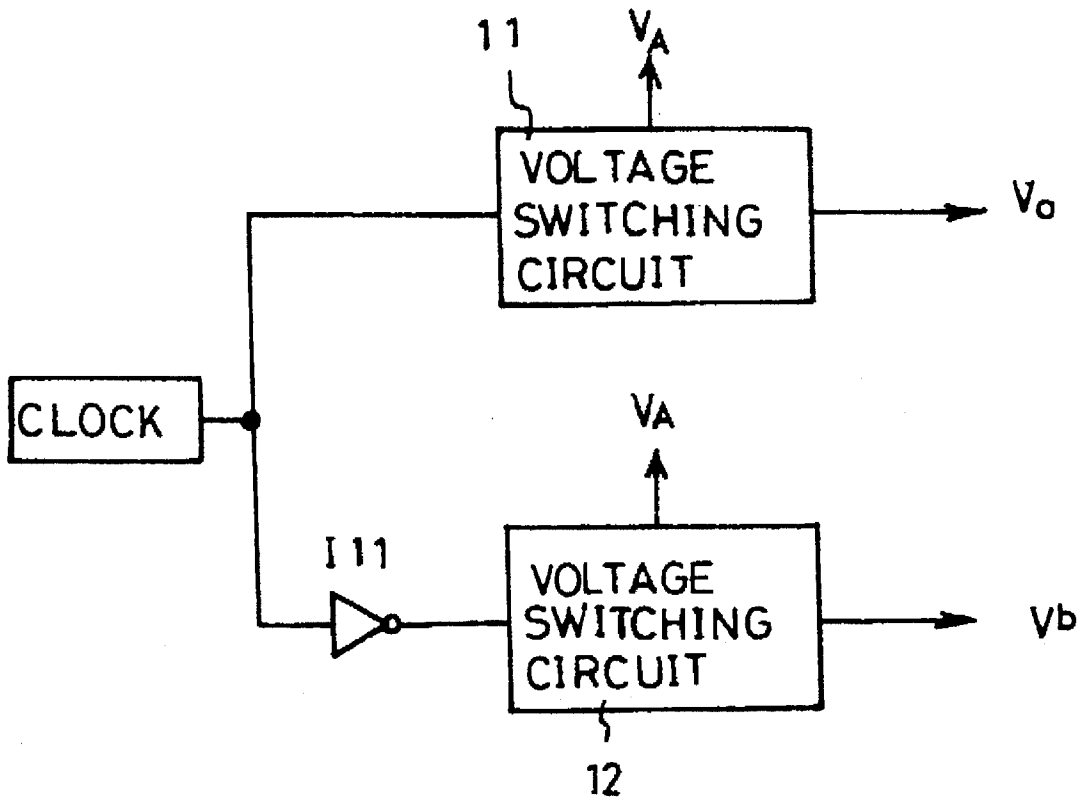 11
VA
VOLTAGE
SWITCHING
CIRCUIT
Va
CLOCK
VA
I11
VOLTAGE
SWITCHING
CIRCUIT
Vb
12